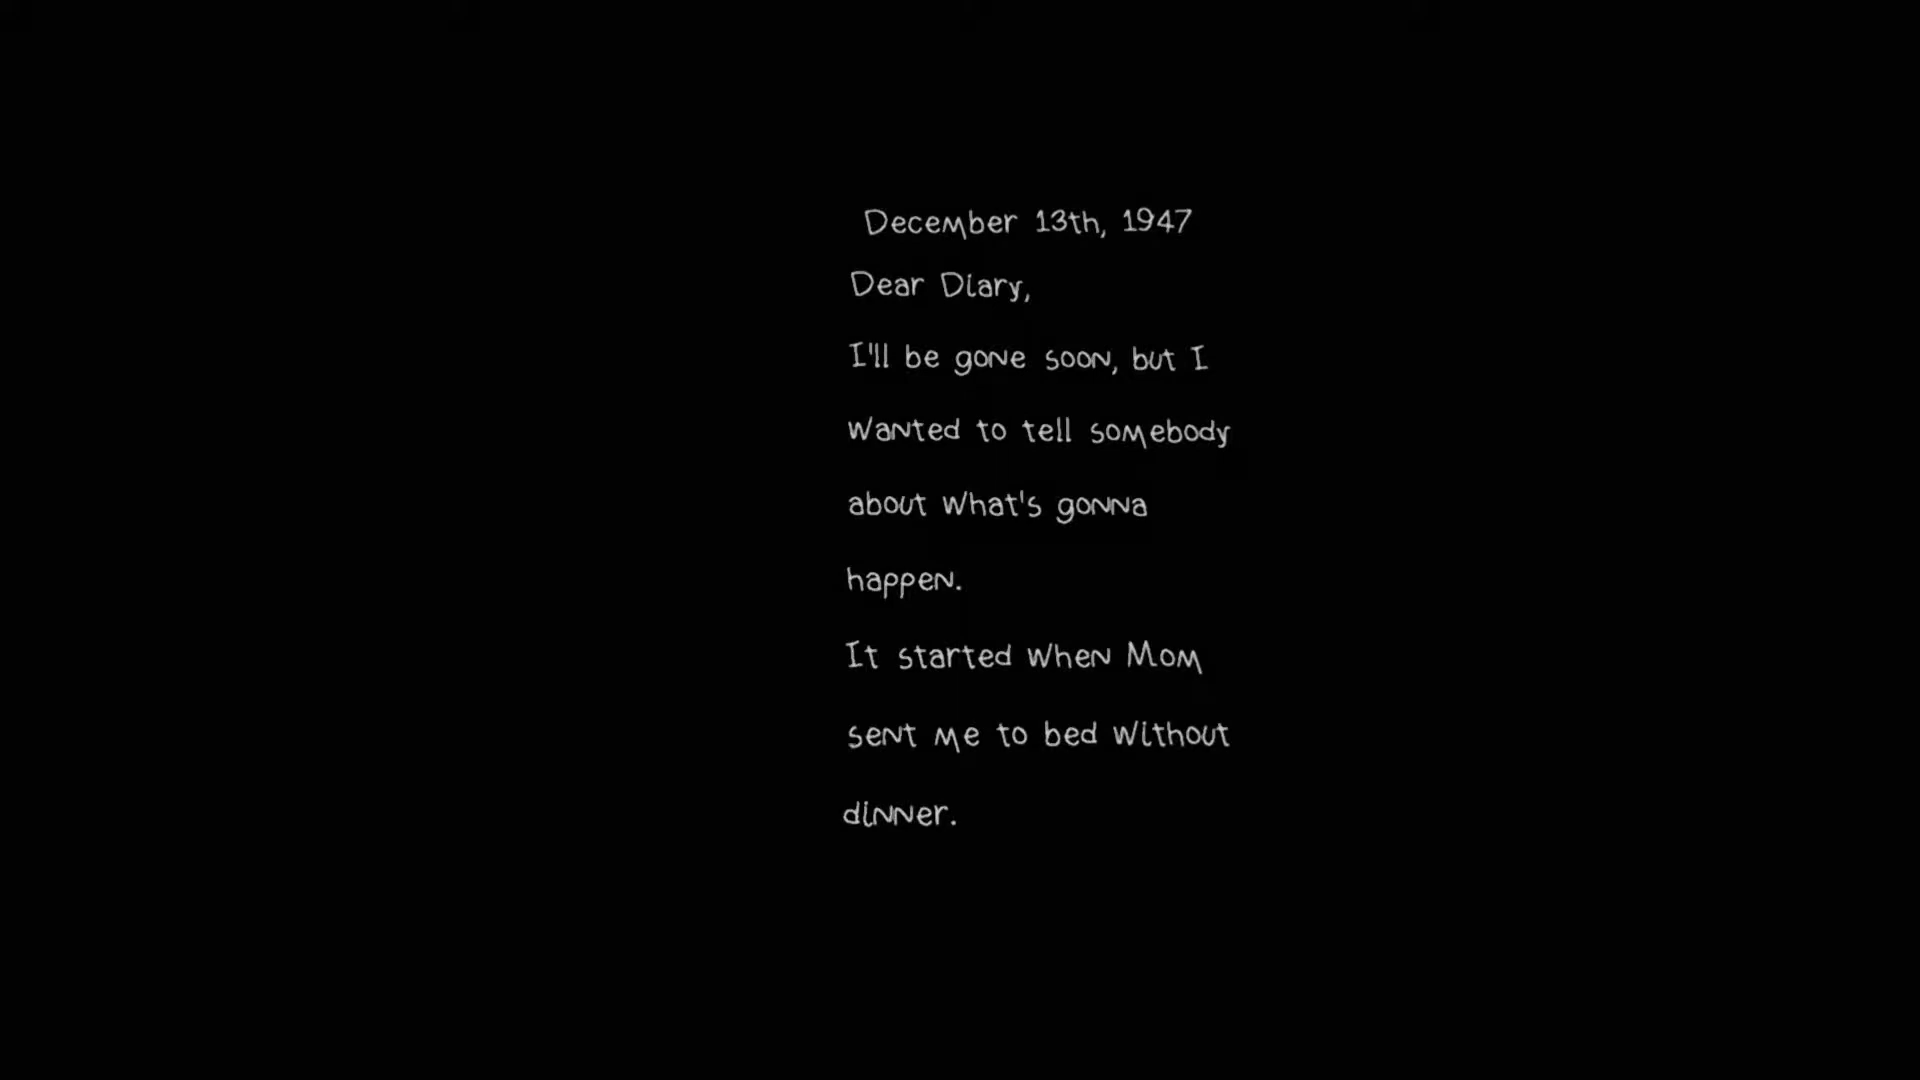 December 13th, 1947
Dear Diary,
I'll be gone soon, but I
wanted to tell somebody
about what's gonna
happen.
It started when Mom
sent me to bed without
dinner.